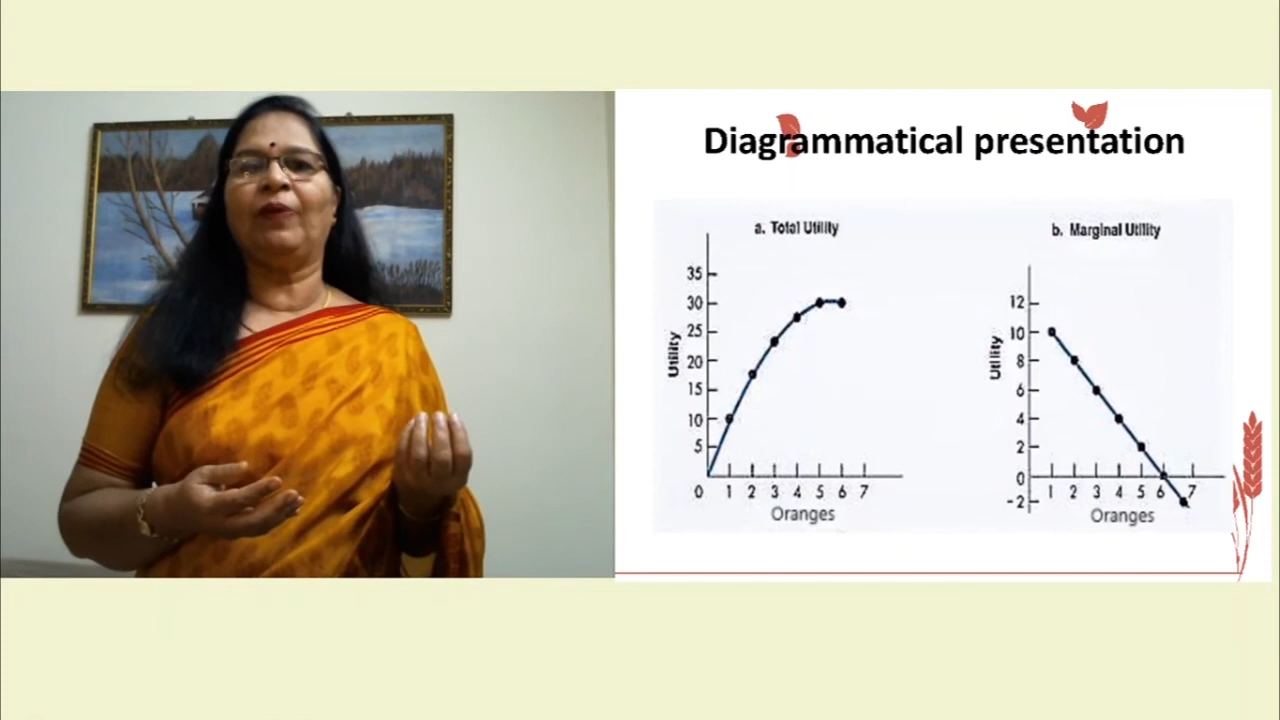 Diagrammatical presentation
a. Total Utility
35
30
25
20
15
10
5
0 1 2 3 4 5 6 7
Utility
Oranges
b. Marginal Utility
12
10
8
6
4
2
0
-2
1 2 3 4 5 6 7
Utility
Oranges